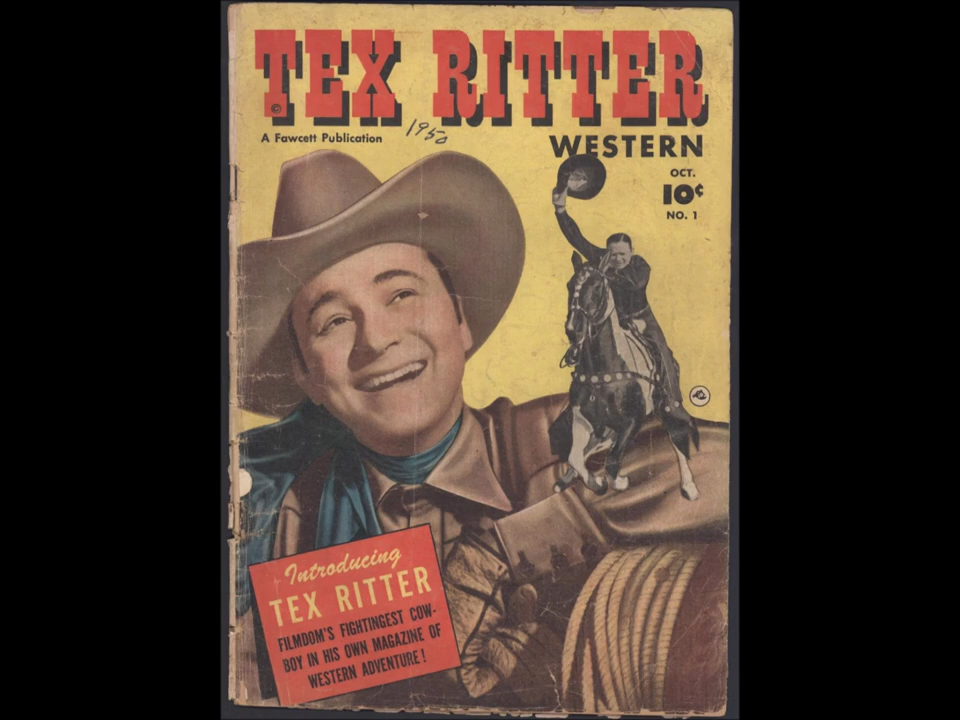 TEX RITTER
©
A Fawcett Publication
1950
WESTERN
OCT.
10¢
NO. 1
Introducing
TEX RITTER
FILMDOM'S FIGHTINGEST COW-
BOY IN HIS OWN MAGAZINE OF
WESTERN ADVENTURE!